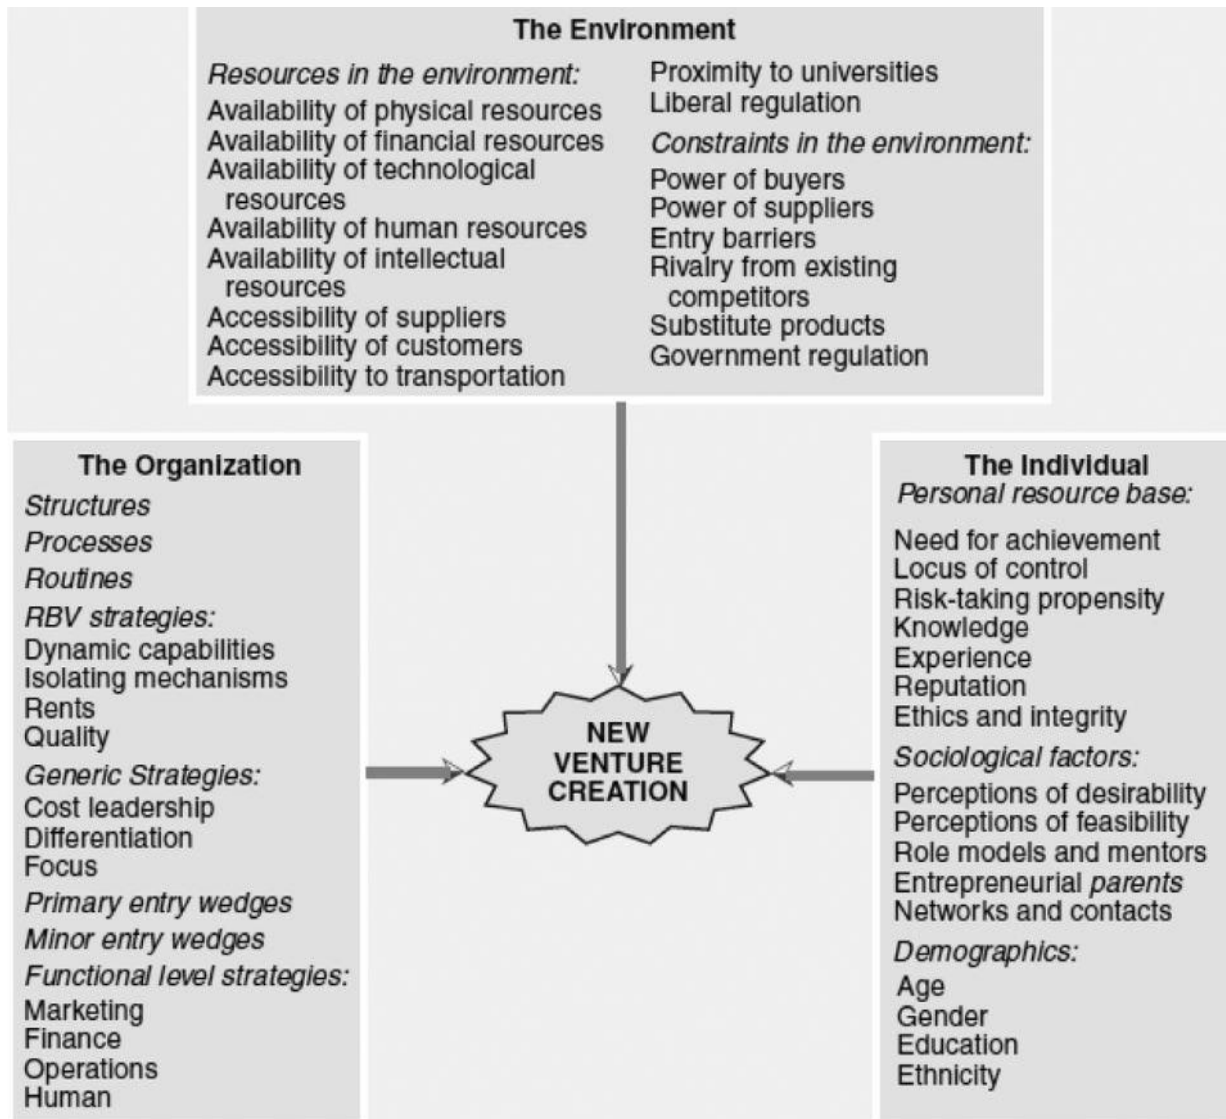 The Environment
Resources in the environment:
Availability of physical resources
Availability of financial resources
Availability of technological
resources
Availability of human resources
Availability of intellectual
resources
Accessibility of suppliers
Accessibility of customers
Accessibility to transportation
Proximity to universities
Liberal regulation
Constraints in the environment:
Power of buyers
Power of suppliers
Entry barriers
Rivalry from existing
competitors
Substitute products
Government regulation
The Organization
Structures
Processes
Routines
RBV strategies:
Dynamic capabilities
Isolating mechanisms
Rents
Quality
Generic Strategies:
Cost leadership
Differentiation
Focus
Primary entry wedges
Minor entry wedges
Functional level strategies:
Marketing
Finance
Operations
Human
NEW
VENTURE
CREATION
The Individual
Personal resource base:
Need for achievement
Locus of control
Risk-taking propensity
Knowledge
Experience
Reputation
Ethics and integrity
Sociological factors:
Perceptions of desirability
Perceptions of feasibility
Role models and mentors
Entrepreneurial parents
Networks and contacts
Demographics:
Age
Gender
Education
Ethnicity